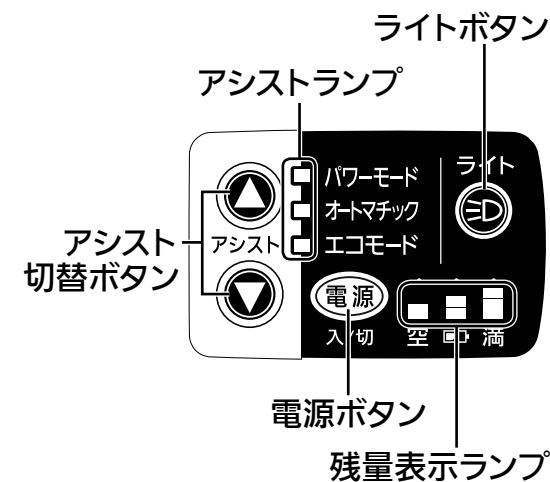 ライトボタン
アシストランプ
ライト
パワーモード
オートマチック
エコモード
アシスト
アシスト
切替ボタン
電源
入/切
空
満
電源ボタン
残量表示ランプ